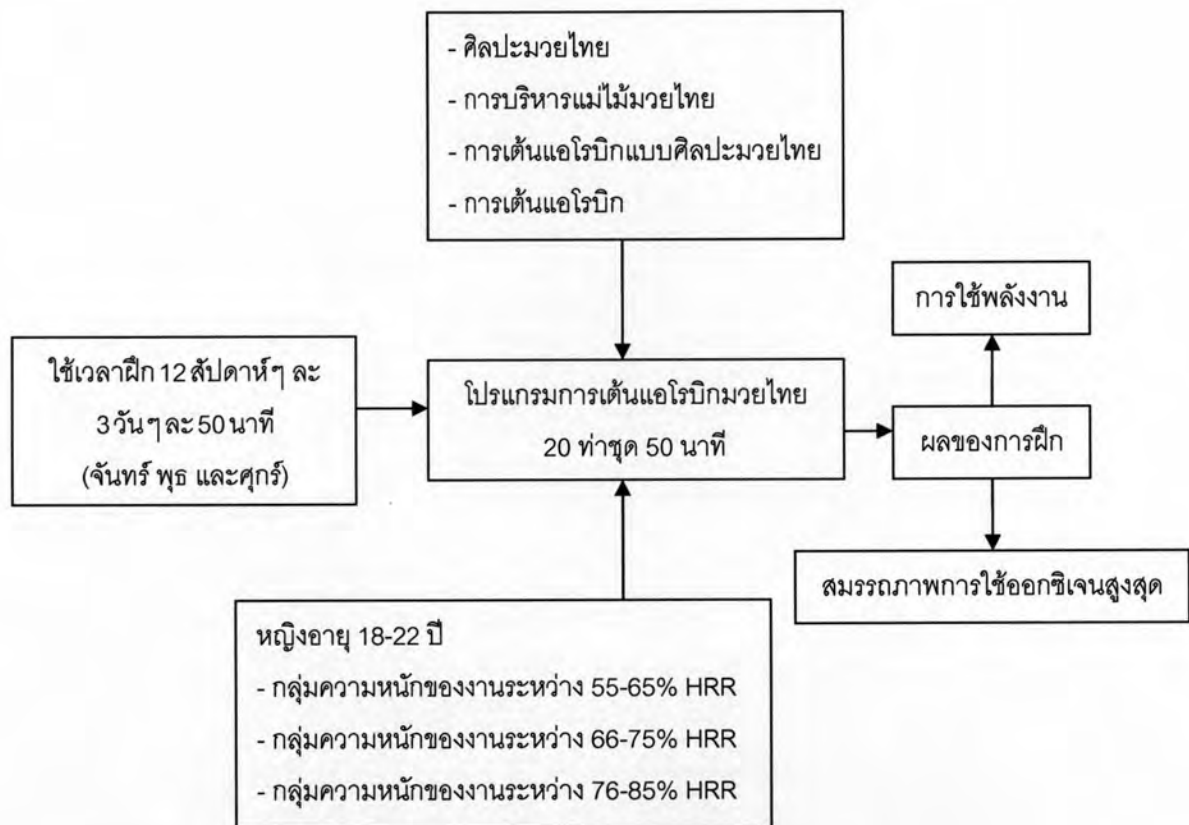 - ศิลปะมวยไทย
- การบริหารแม่ไม้มวยไทย
- การเต้นแอโรบิกแบบศิลปะมวยไทย
- การเต้นแอโรบิก
การใช้พลังงาน
ใช้เวลาฝึก 12 สัปดาห์ๆ ละ
3 วันๆ ละ 50 นาที
(จันทร์ พุธ และศุกร์)
โปรแกรมการเต้นแอโรบิกมวยไทย
20 ท่าชุด 50 นาที
ผลของการฝึก
สมรรถภาพการใช้ออกซิเจนสูงสุด
หญิงอายุ 18-22 ปี
- กลุ่มความหนักของงานระหว่าง 55-65% HRR
- กลุ่มความหนักของงานระหว่าง 66-75% HRR
- กลุ่มความหนักของงานระหว่าง 76-85% HRR